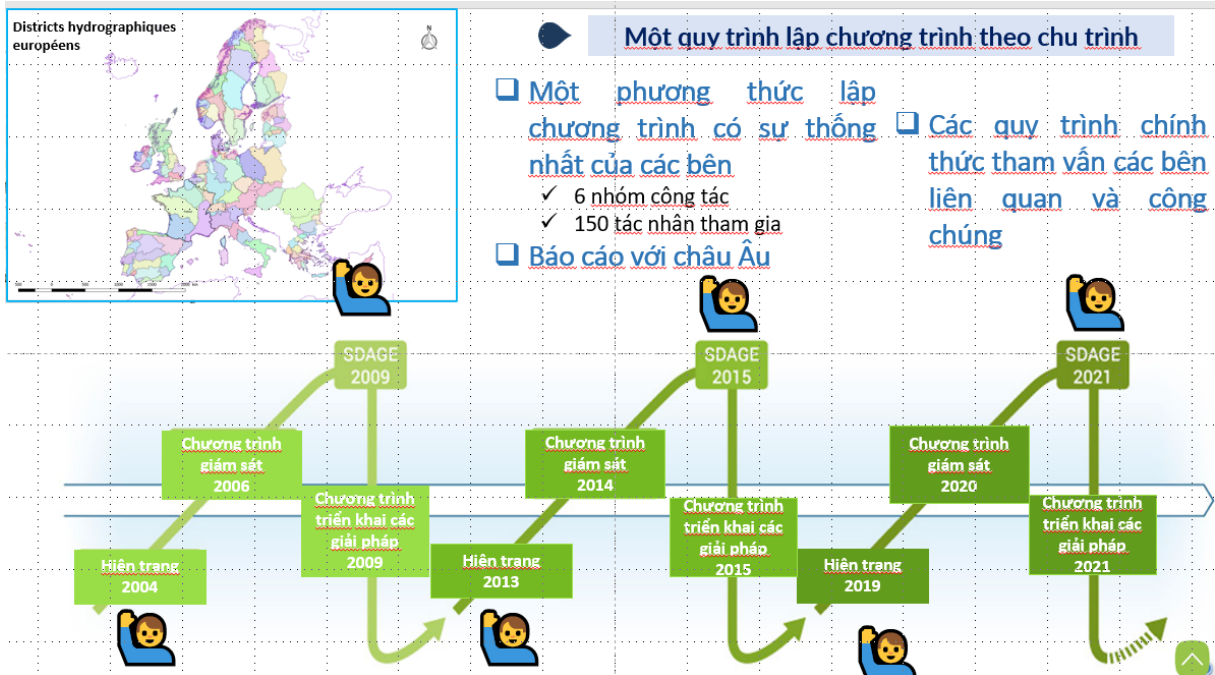 Districts hydrographiques
européens
N
Một quy trình lập chương trình theo chu trình
Một phương thức lập
chương trình có sự thống
nhất của các bên
6 nhóm công tác
150 tác nhân tham gia
Báo cáo với châu Âu
Các quy trình chính
thức tham vấn các bên
liên quan và công
chúng
SDAGE
2009
SDAGE
2015
SDAGE
2021
Chương trình
giám sát
2006
Chương trình
giám sát
2014
Chương trình
giám sát
2020
Chương trình
triển khai các
giải pháp
2009
Chương trình
triển khai các
giải pháp
2015
Chương trình
triển khai các
giải pháp
2021
Hiện trạng
2004
Hiện trạng
2013
Hiện trạng
2019